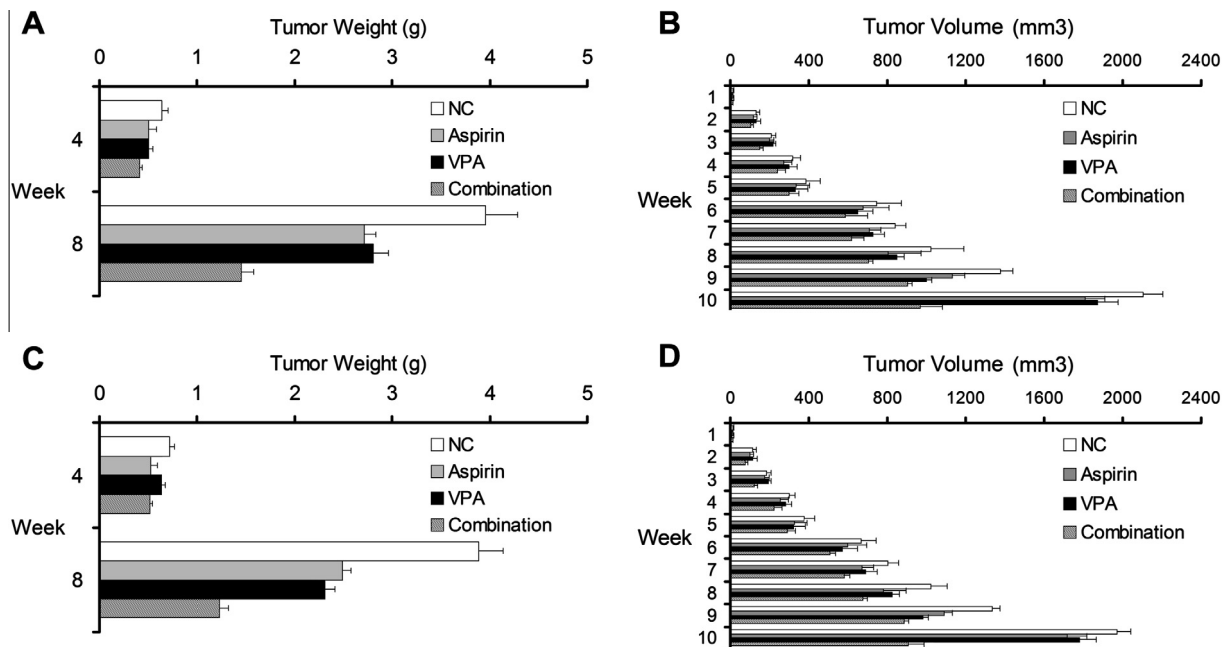 A
Tumor Weight (g)
0 1 2 3 4 5
4
8
Week
NC
Aspirin
VPA
Combination
B
Tumor Volume (mm3)
0 400 800 1200 1600 2000 2400
1
2
3
4
5
6
7
8
9
10
Week
NC
Aspirin
VPA
Combination
C
Tumor Weight (g)
0 1 2 3 4 5
4
8
Week
NC
Aspirin
VPA
Combination
D
Tumor Volume (mm3)
0 400 800 1200 1600 2000 2400
1
2
3
4
5
6
7
8
9
10
Week
NC
Aspirin
VPA
Combination